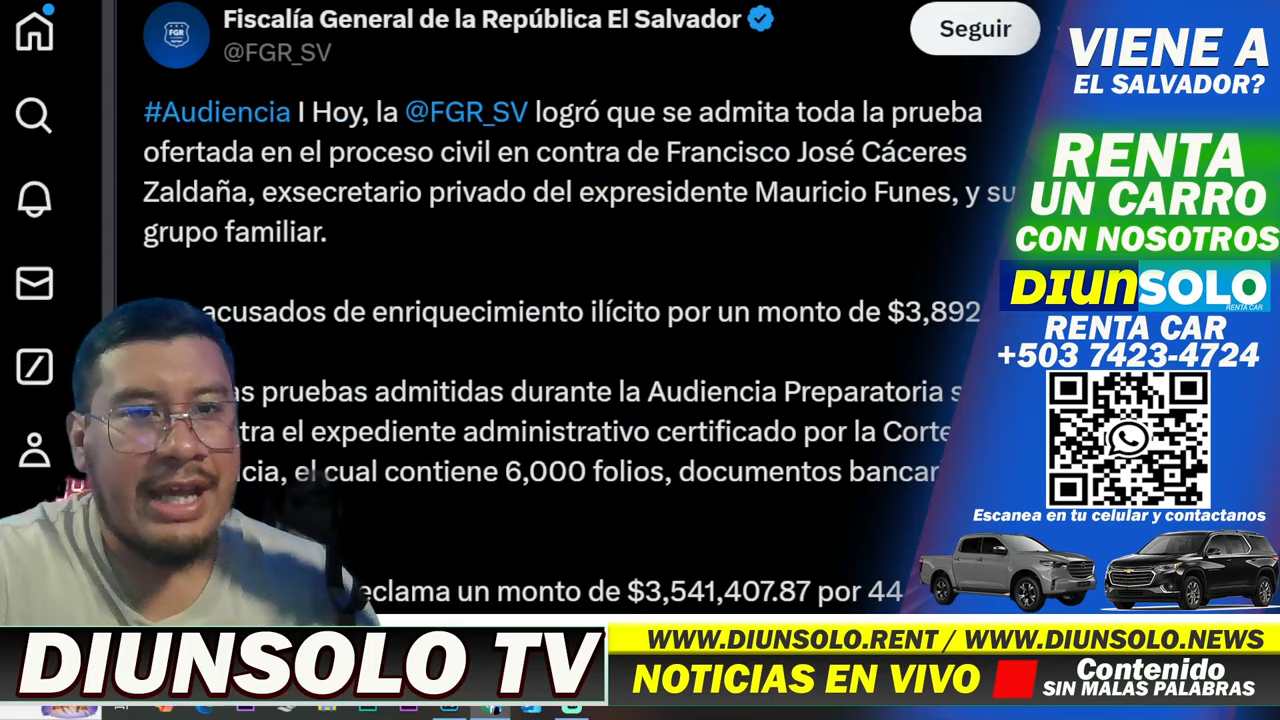 Fiscalía General de la República El Salvador
@FGR_SV
Seguir
#Audiencia I Hoy, la @FGR_SV logró que se admita toda la prueba
ofertada en el proceso civil en contra de Francisco José Cáceres
Zaldaña, exsecretario privado del expresidente Mauricio Funes, y su
grupo familiar.
acusados de enriquecimiento ilícito por un monto de $3,892
pruebas admitidas durante la Audiencia Preparatoria
el expediente administrativo certificado por la Corte
el cual contiene 6,000 folios, documentos
un monto de $3,541,407.87 por 44
VIENE A
EL SALVADOR?
RENTA
UN CARRO
CON NOSOTROS
DIUNSOLO
RENTA CAR
RENTA CAR
+503 7423-4724
Escanea en tu celular y contactanos
DIUNSOLO TV
WWW.DIUNSOLO.RENT / WWW.DIUNSOLO.NEWS
NOTICIAS EN VIVO
Contenido
SIN MALAS PALABRAS